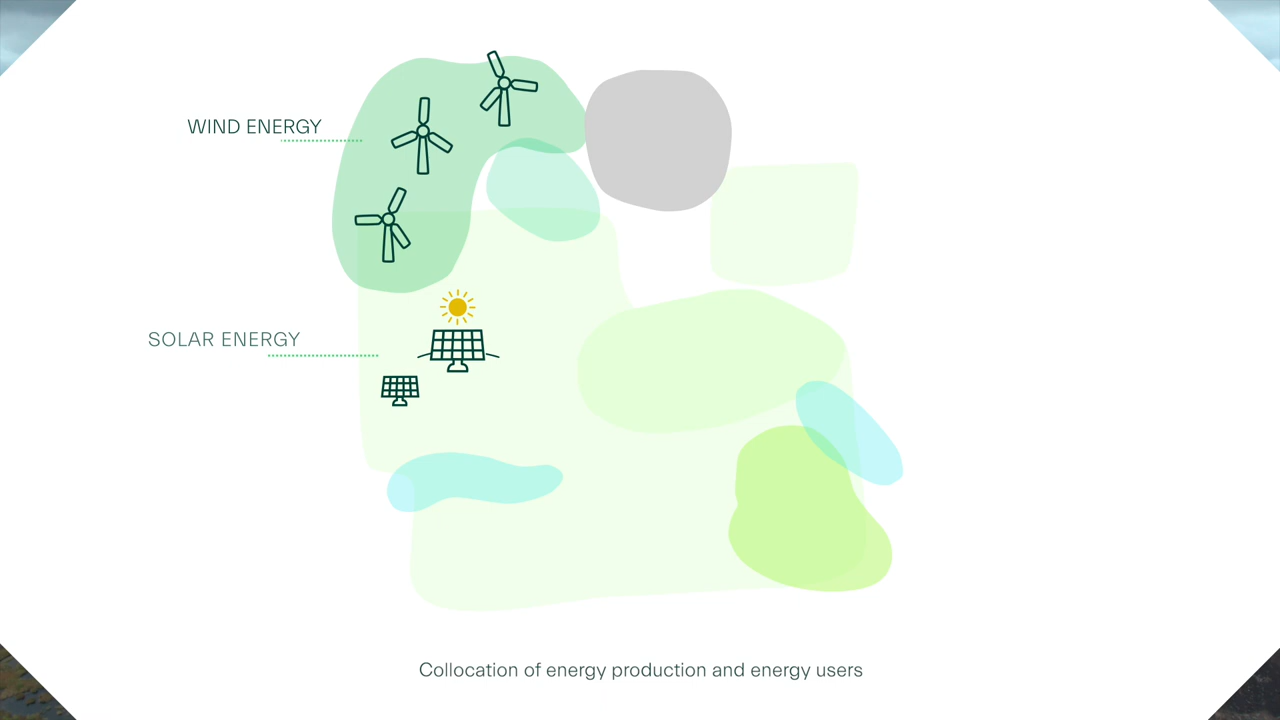 WIND ENERGY
SOLAR ENERGY
Collocation of energy production and energy users